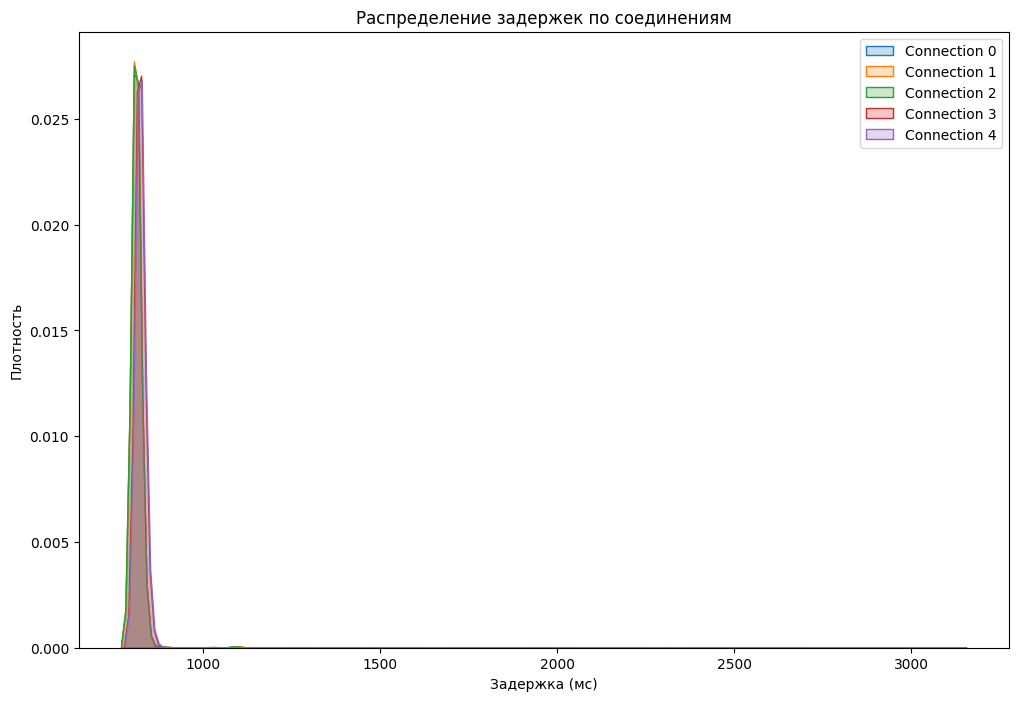 Распределение задержек по соединениям
Connection 0
Connection 1
Connection 2
Connection 3
Connection 4
Плотность
0.025
0.020
0.015
0.010
0.005
0.000
1000
1500
2000
2500
3000
Задержка (мс)